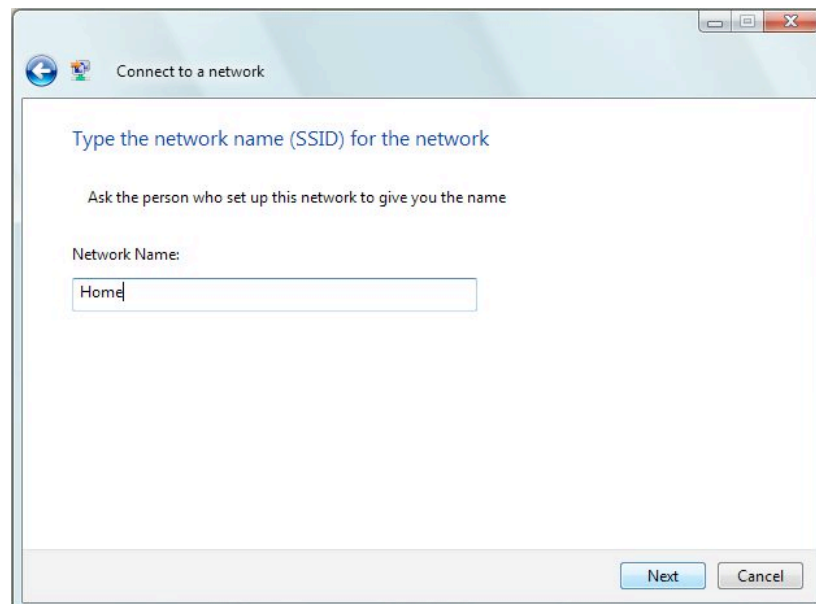 Connect to a network
Type the network name (SSID) for the network
Ask the person who set up this network to give you the name
Network Name:
Home
Next Cancel